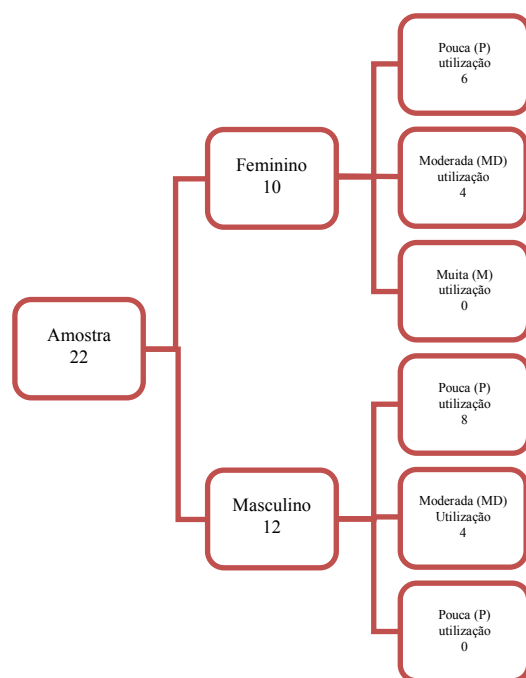 Pouca (P)
utilização
6
Feminino
10
Moderada (MD)
utilização
4
Muita (M)
utilização
0
Amostra
22
Pouca (P)
utilização
8
Masculino
12
Moderada (MD)
Utilização
4
Pouca (P)
utilização
0